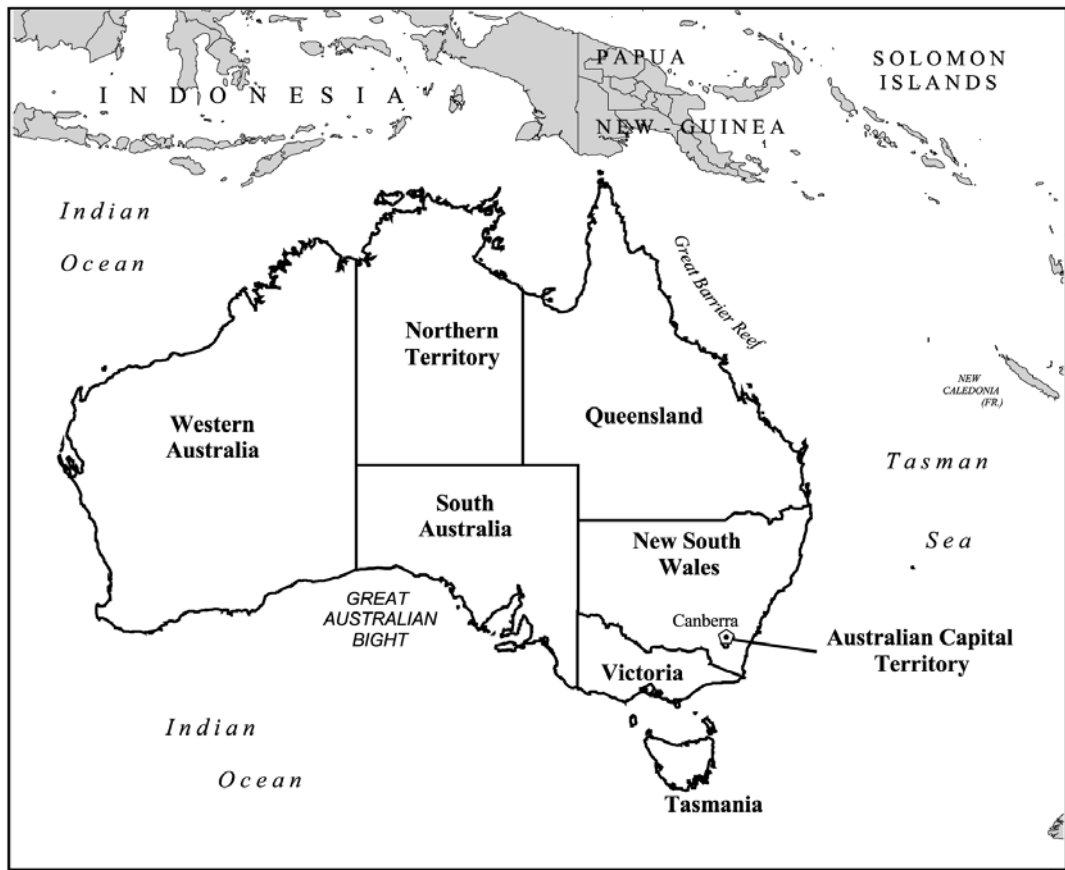 PAPUA
NEW - GUINEA
SOLOMON
ISLANDS
INDONESIA
Indian
Ocean
Great Barrier Reef
Northern
Territory
NEW
CALEDONIA
(FR.)
Western
Australia
Queensland
Tasman
Sea
South
Australia
New South
Wales
GREAT
AUSTRALIAN
BIGHT
Canberra
Australian Capital
Territory
Victoria
Indian
Ocean
Tasmania